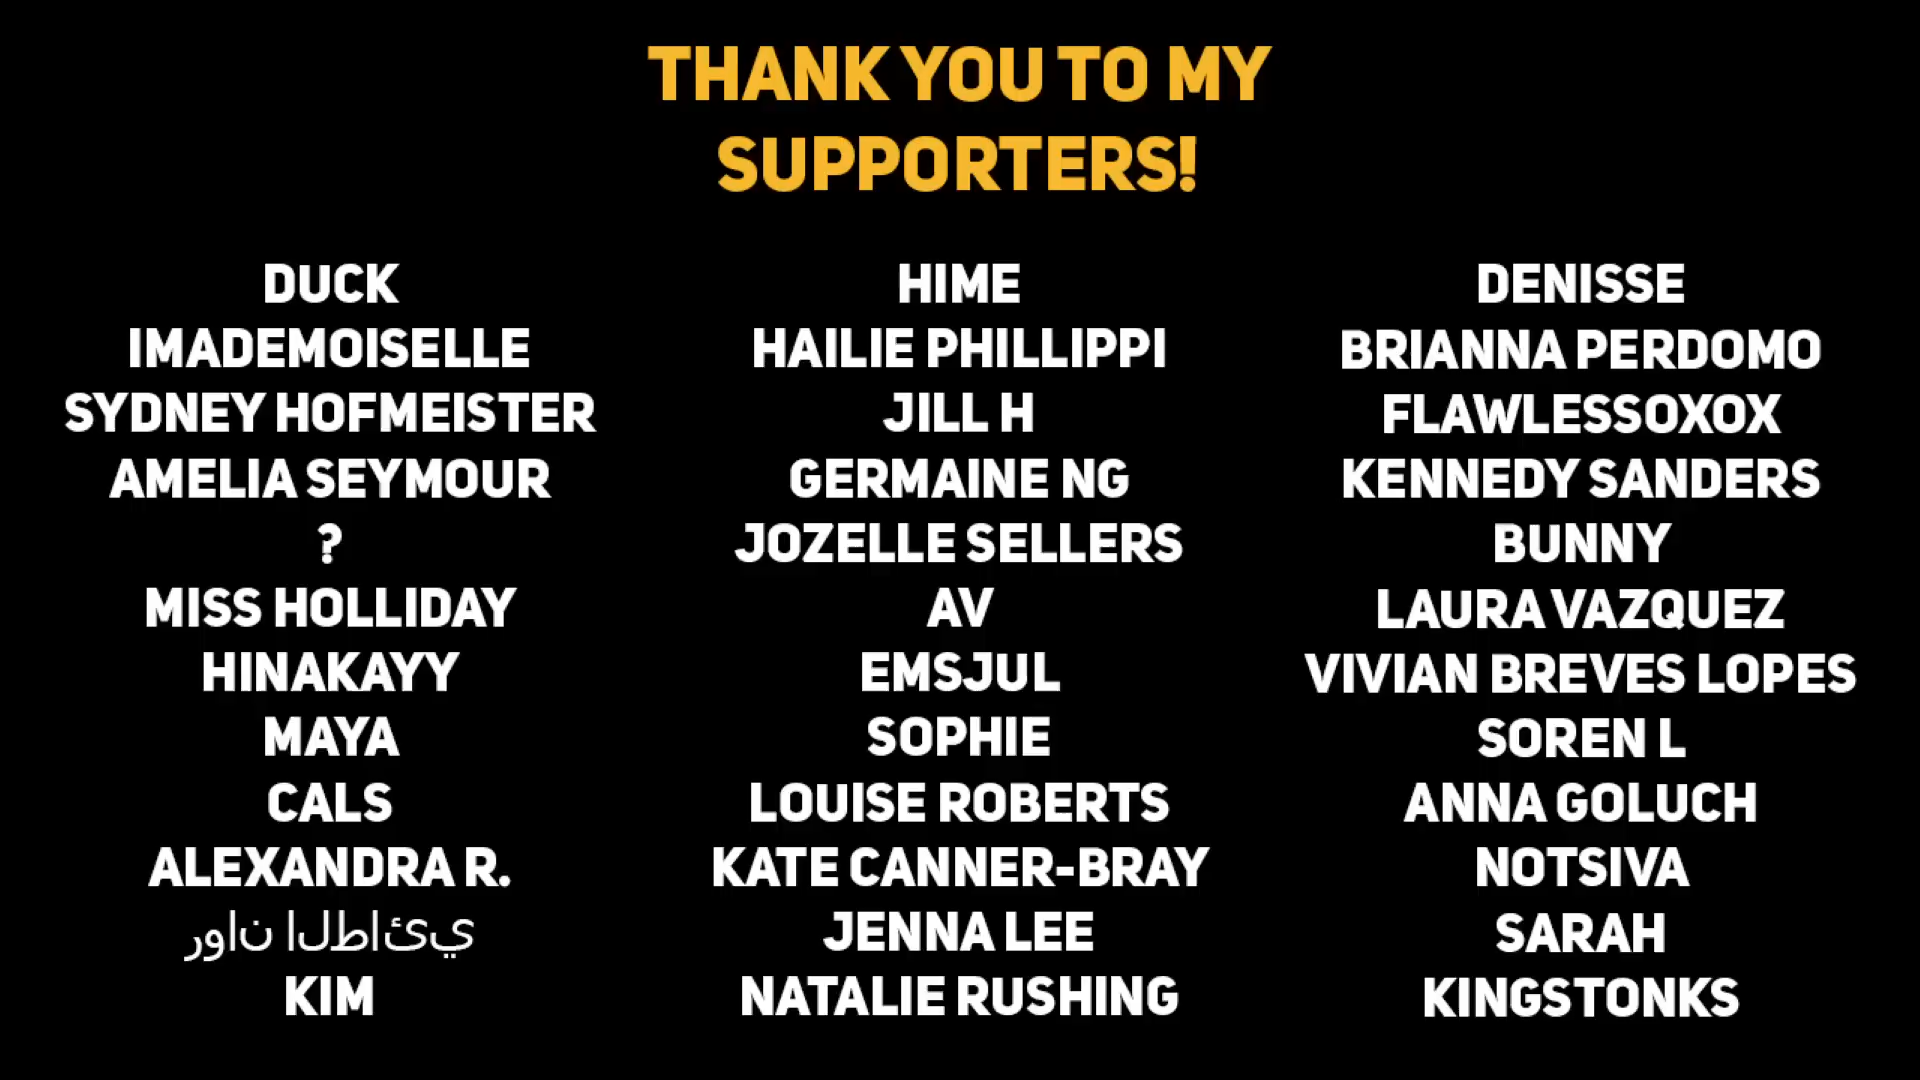 THANK YOU TO MY
SUPPORTERS!
DUCK
IMADEMOISELLE
SYDNEY HOFMEISTER
AMELIA SEYMOUR
?
MISS HOLLIDAY
HINAKAYY
MAYA
CALS
ALEXANDRA R.
روان الطائي
KIM
HIME
HAILIE PHILLIPPI
JILL H
GERMAINE NG
JOZELLE SELLERS
AV
EMSJUL
SOPHIE
LOUISE ROBERTS
KATE CANNER-BRAY
JENNA LEE
NATALIE RUSHING
DENISSE
BRIANNA PERDOMO
FLAWLESSOXOX
KENNEDY SANDERS
BUNNY
LAURA VAZQUEZ
VIVIAN BREVES LOPES
SOREN L
ANNA GOLUCH
NOTSIVA
SARAH
KINGSTONKS